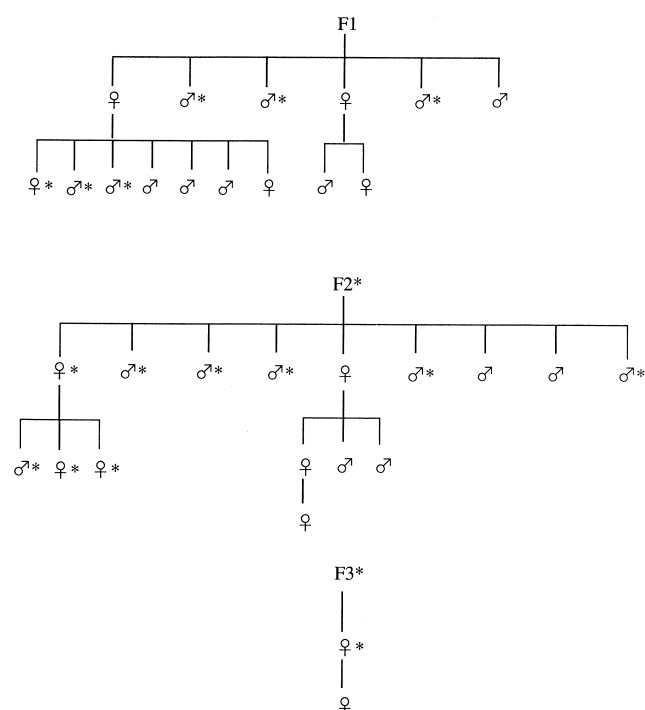 F1
♀ ♂* ♂* ♀ ♂* ♂
♀* ♂* ♂* ♂ ♂ ♂ ♀ ♂ ♀
F2*
♀* ♂* ♂* ♂* ♀ ♂* ♂ ♂ ♂*
♂* ♀* ♀* ♀ ♂ ♂
♀
F3*
♀*
♀